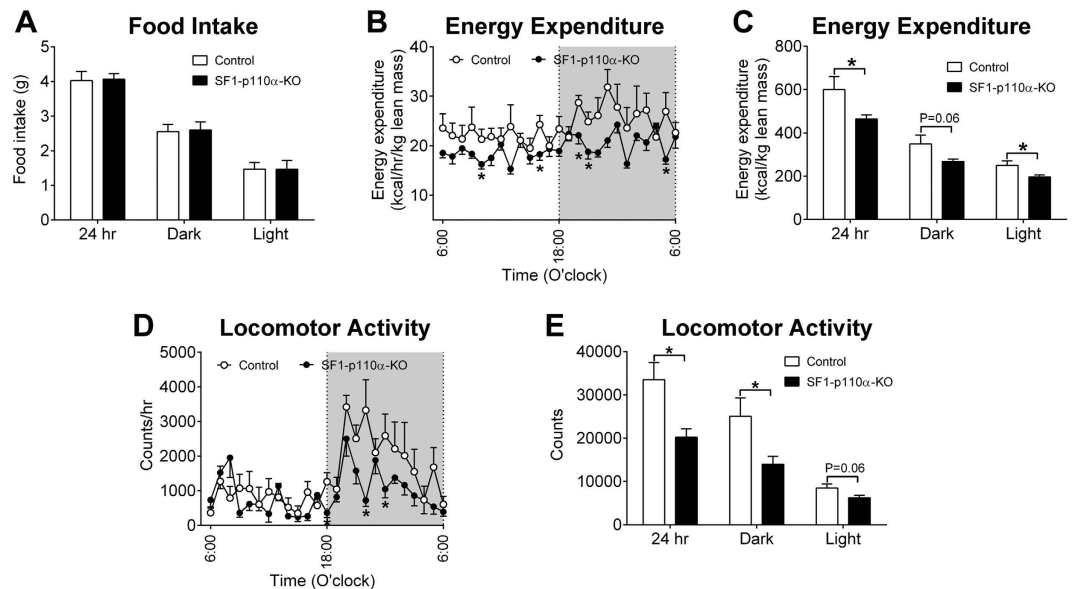 A
Food Intake
Food intake (g)
5
4
3
2
1
0
Control
SF1-p110α-KO
24 hr
Dark
Light
B
Energy Expenditure
Energy expenditure
(kcal/hr/kg lean mass)
40
30
20
10
Control
SF1-p110α-KO
*
*
*
*
*
6:00
18:00
6:00
Time (O'clock)
C
Energy Expenditure
Energy expenditure
(kcal/kg lean mass)
800
600
400
200
0
Control
SF1-p110α-KO
*
P=0.06
*
24 hr
Dark
Light
D
Locomotor Activity
Counts/hr
5000
4000
3000
2000
1000
0
Control
SF1-p110α-KO
*
*
*
6:00
18:00
6:00
Time (O'clock)
E
Locomotor Activity
Counts
40000
30000
20000
10000
0
Control
SF1-p110α-KO
*
*
P=0.06
24 hr
Dark
Light